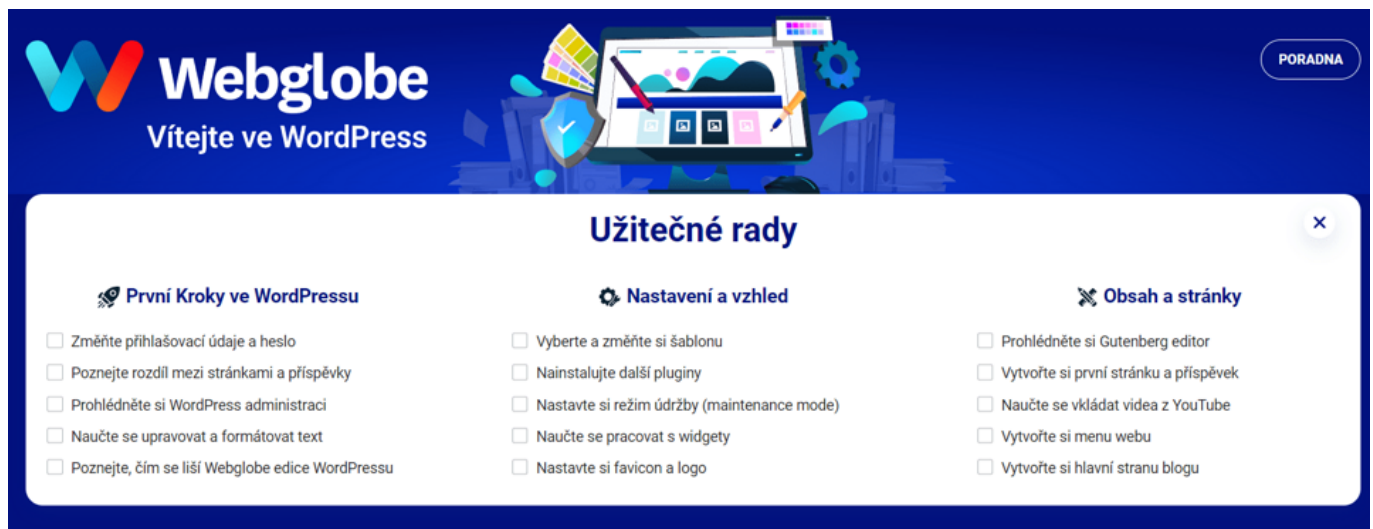 Webglobe
Vítejte ve WordPress
PORADNA
Užitečné rady
První Kroky ve WordPressu
Změňte přihlašovací údaje a heslo
Poznejte rozdíl mezi stránkami a příspěvky
Prohlédněte si WordPress administraci
Naučte se upravovat a formátovat text
Poznejte, čím se liší Webglobe edice WordPressu
Nastavení a vzhled
Vyberte a změňte si šablonu
Nainstalujte další pluginy
Nastavte si režim údržby (maintenance mode)
Naučte se pracovat s widgety
Nastavte si favicon a logo
Obsah a stránky
Prohlédněte si Gutenberg editor
Vytvořte si první stránku a příspěvek
Naučte se vkládat videa z YouTube
Vytvořte si menu webu
Vytvořte si hlavní stranu blogu